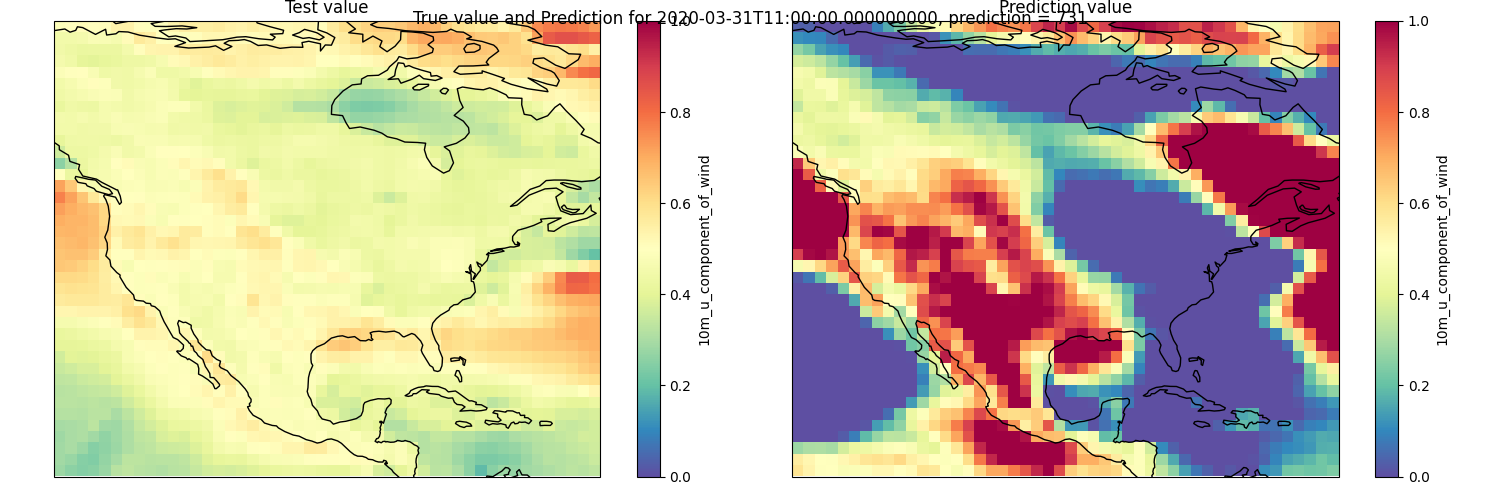 True value and Prediction for 2020-03-31T11:00:00.000000000, prediction = 731
Test value
Prediction value
1.0
0.8
0.6
0.4
0.2
0.0
10m_u_component_of_wind
1.0
0.8
0.6
0.4
0.2
0.0
10m_u_component_of_wind